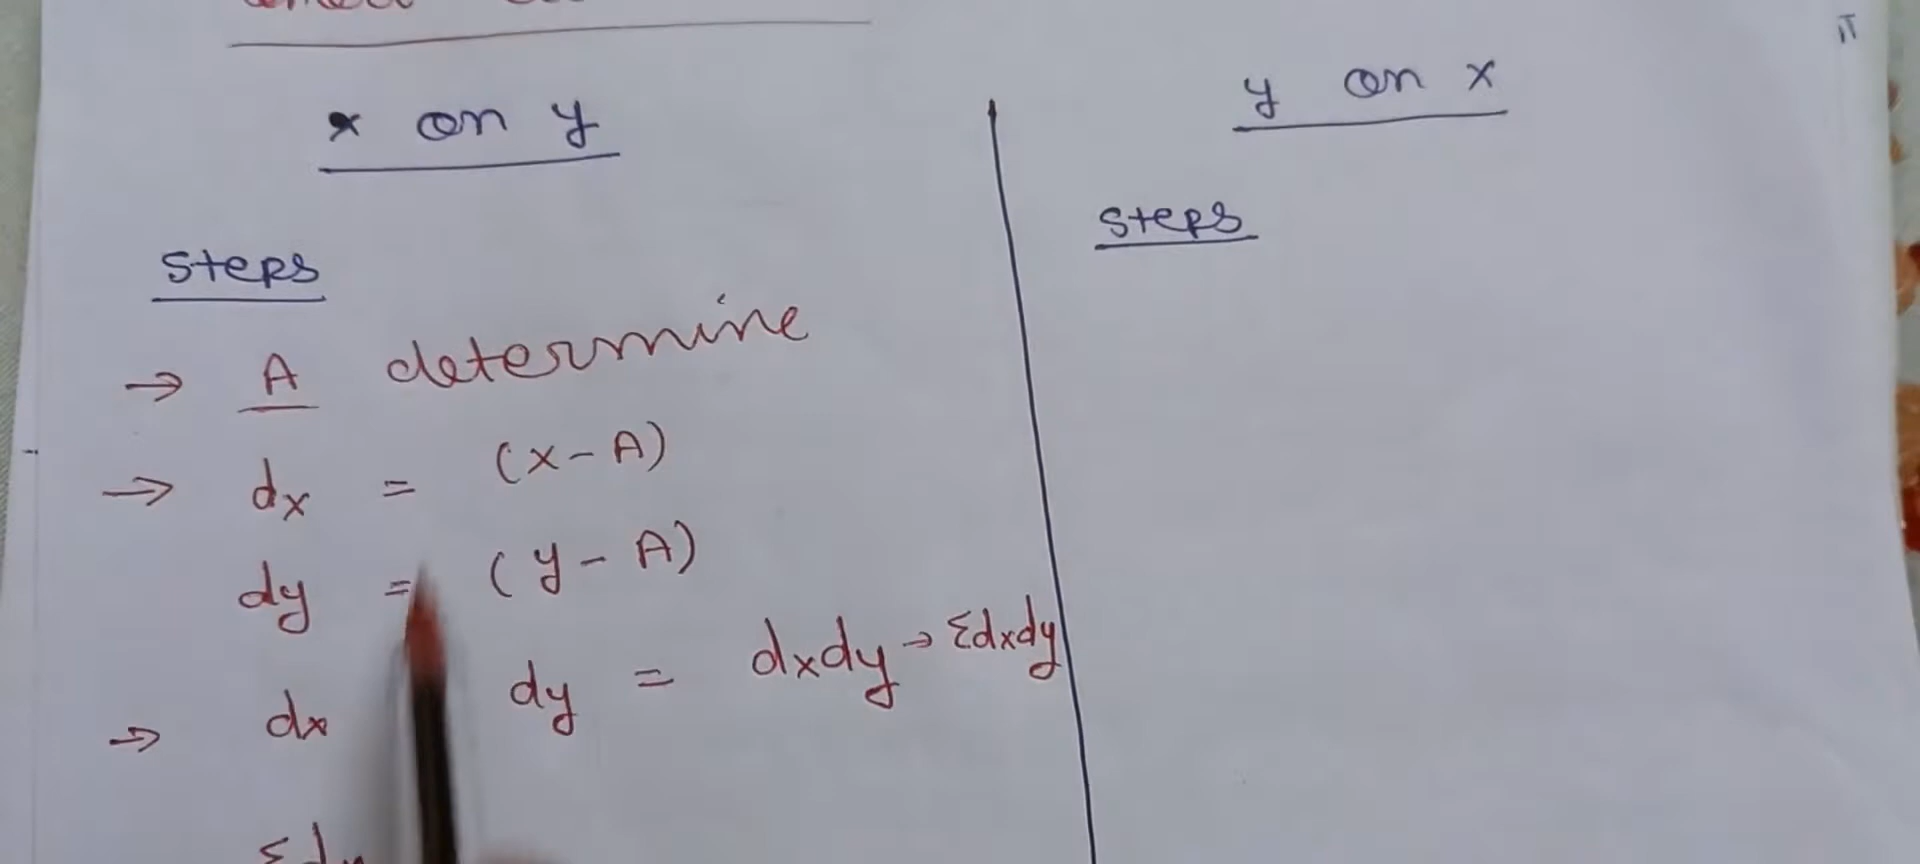 x on y
steps
→ A determine
→ dx = (x - A)
dy = (y - A)
→ dx dy = dxdy → Σdxdy
y on x
steps